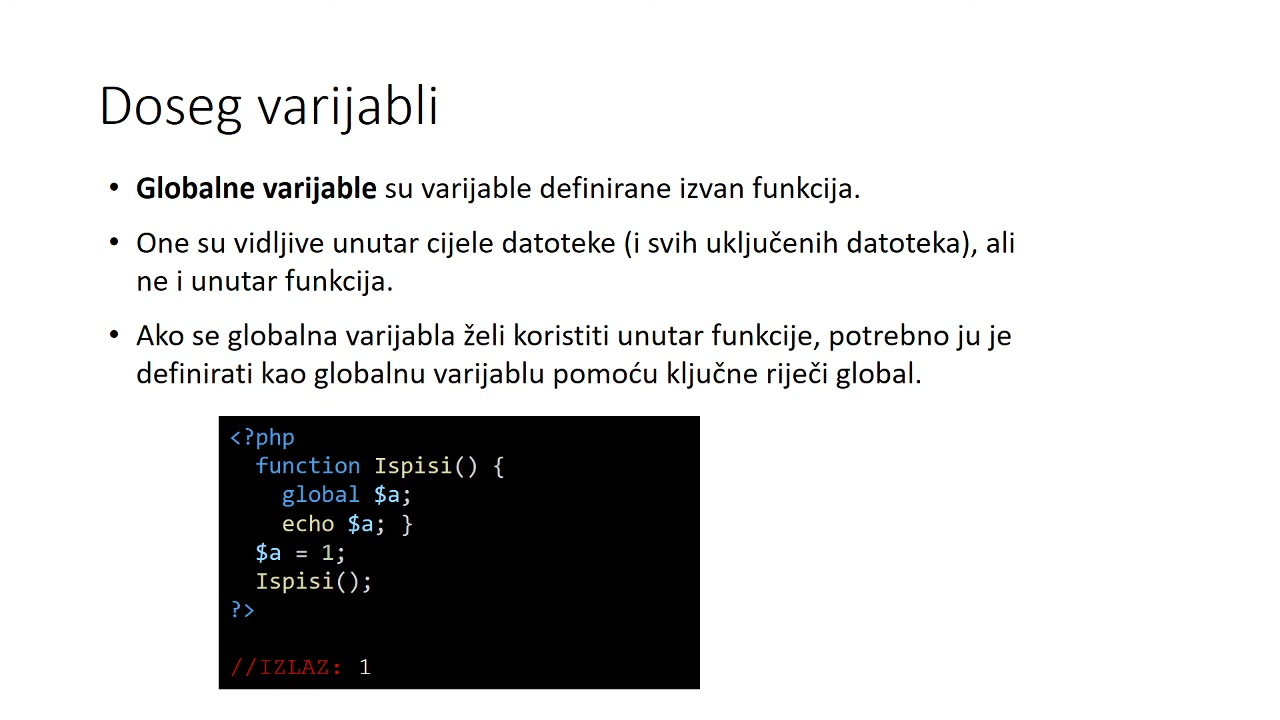 Doseg varijabli
• Globalne varijable su varijable definirane izvan funkcija.
• One su vidljive unutar cijele datoteke (i svih uključenih datoteka), ali
ne i unutar funkcija.
• Ako se globalna varijabla želi koristiti unutar funkcije, potrebno ju je
definirati kao globalnu varijablu pomoću ključne riječi global.
<?php
  function Ispisi() {
    global $a;
    echo $a; }
  $a = 1;
  Ispisi();
?>
//IZLAZ: 1